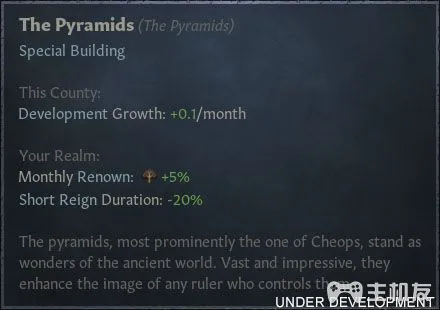 The Pyramids (The Pyramids)
Special Building
This County:
Development Growth: +0.1/month
Your Realm:
Monthly Renown: +5%
Short Reign Duration: -20%
The pyramids, most prominently the one of Cheops, stand as
wonders of the ancient world. Vast and impressive, they
enhance the image of any ruler who controls
主机友
UNDER DEVELOPMENT